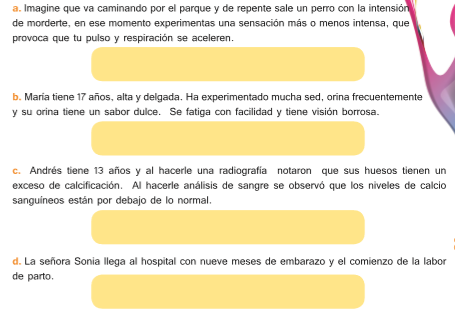 a. Imagine que va caminando por el parque y de repente sale un perro con la intensión
de morderte, en ese momento experimentas una sensación más o menos intensa, que
provoca que tu pulso y respiración se aceleren.
b. María tiene 17 años, alta y delgada. Ha experimentado mucha sed, orina frecuentemente
y su orina tiene un sabor dulce. Se fatiga con facilidad y tiene visión borrosa.
c. Andrés tiene 13 años y al hacerle una radiografía notaron que sus huesos tienen un
exceso de calcificación. Al hacerle análisis de sangre se observó que los niveles de calcio
sanguíneos están por debajo de lo normal.
d. La señora Sonia llega al hospital con nueve meses de embarazo y el comienzo de la labor
de parto.